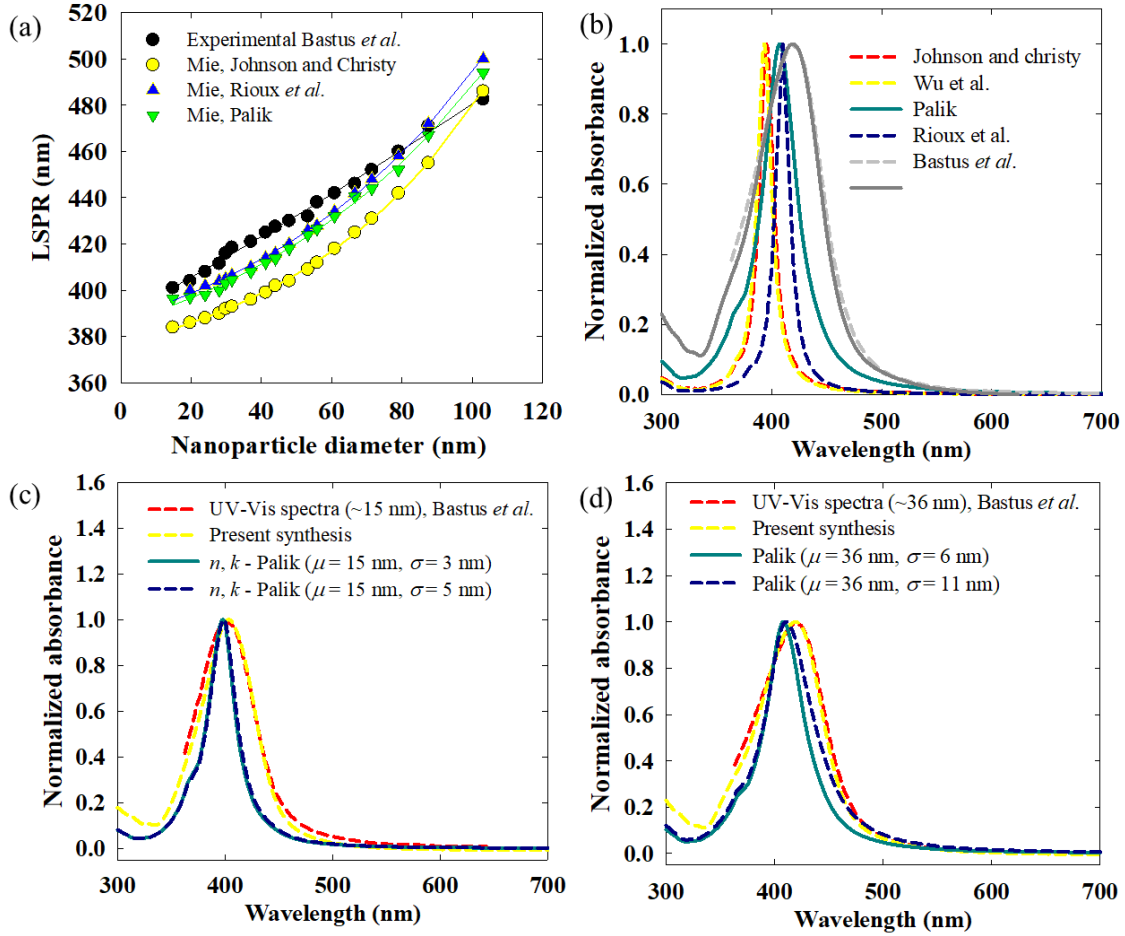 (a)
520
500
480
460
440
420
400
380
360
LSPR (nm)
Experimental Bastus et al.
Mie, Johnson and Christy
Mie, Rioux et al.
Mie, Palik
0 20 40 60 80 100 120
Nanoparticle diameter (nm)
(b)
1.0
0.8
0.6
0.4
0.2
0.0
Normalized absorbance
Johnson and christy
Wu et al.
Palik
Rioux et al.
Bastus et al.
300 400 500 600 700
Wavelength (nm)
(c)
1.6
1.4
1.2
1.0
0.8
0.6
0.4
0.2
0.0
Normalized absorbance
UV-Vis spectra (~15 nm), Bastus et al.
Present synthesis
n, k - Palik (μ = 15 nm, σ = 3 nm)
n, k - Palik (μ = 15 nm, σ = 5 nm)
300 400 500 600 700
Wavelength (nm)
(d)
1.6
1.4
1.2
1.0
0.8
0.6
0.4
0.2
0.0
Normalized absorbance
UV-Vis spectra (~36 nm), Bastus et al.
Present synthesis
Palik (μ = 36 nm, σ = 6 nm)
Palik (μ = 36 nm, σ = 11 nm)
300 400 500 600 700
Wavelength (nm)